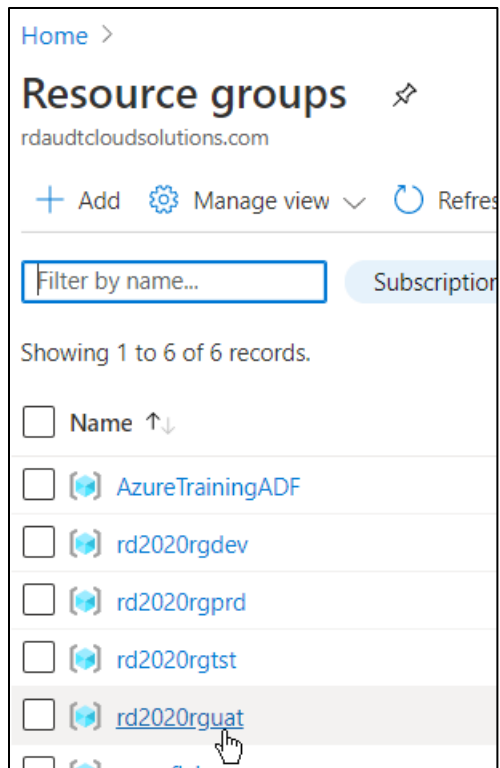 Home >
Resource groups
rdaudtcloudsolutions.com
Add Manage view Refres
Filter by name... Subscription
Showing 1 to 6 of 6 records.
Name ↑↓
AzureTrainingADF
rd2020rgdev
rd2020rgprd
rd2020rgtst
rd2020rguat